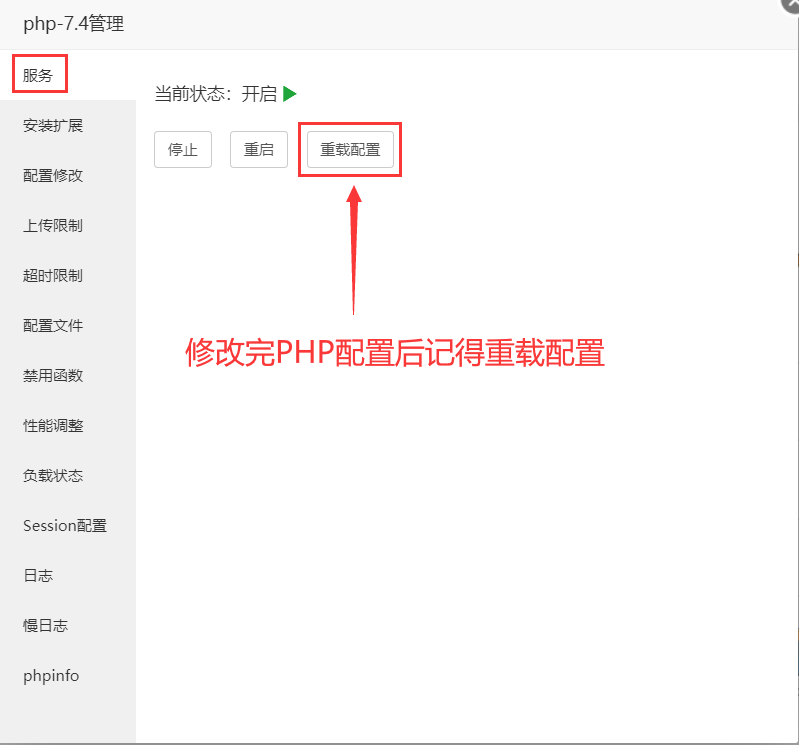 php-7.4管理
服务
安装扩展
配置修改
上传限制
超时限制
配置文件
禁用函数
性能调整
负载状态
Session配置
日志
慢日志
phpinfo
当前状态：开启
停止 重启 重载配置
修改完PHP配置后记得重载配置